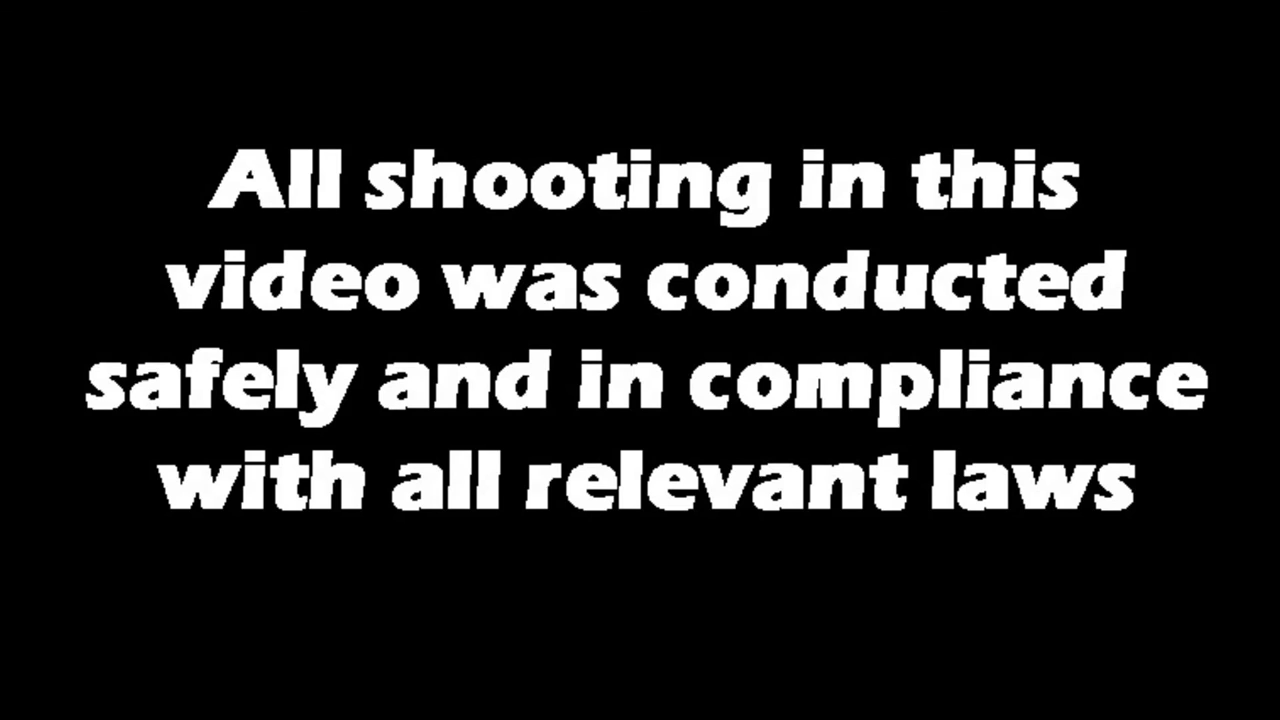 All shooting in this
video was conducted
safely and in compliance
with all relevant laws